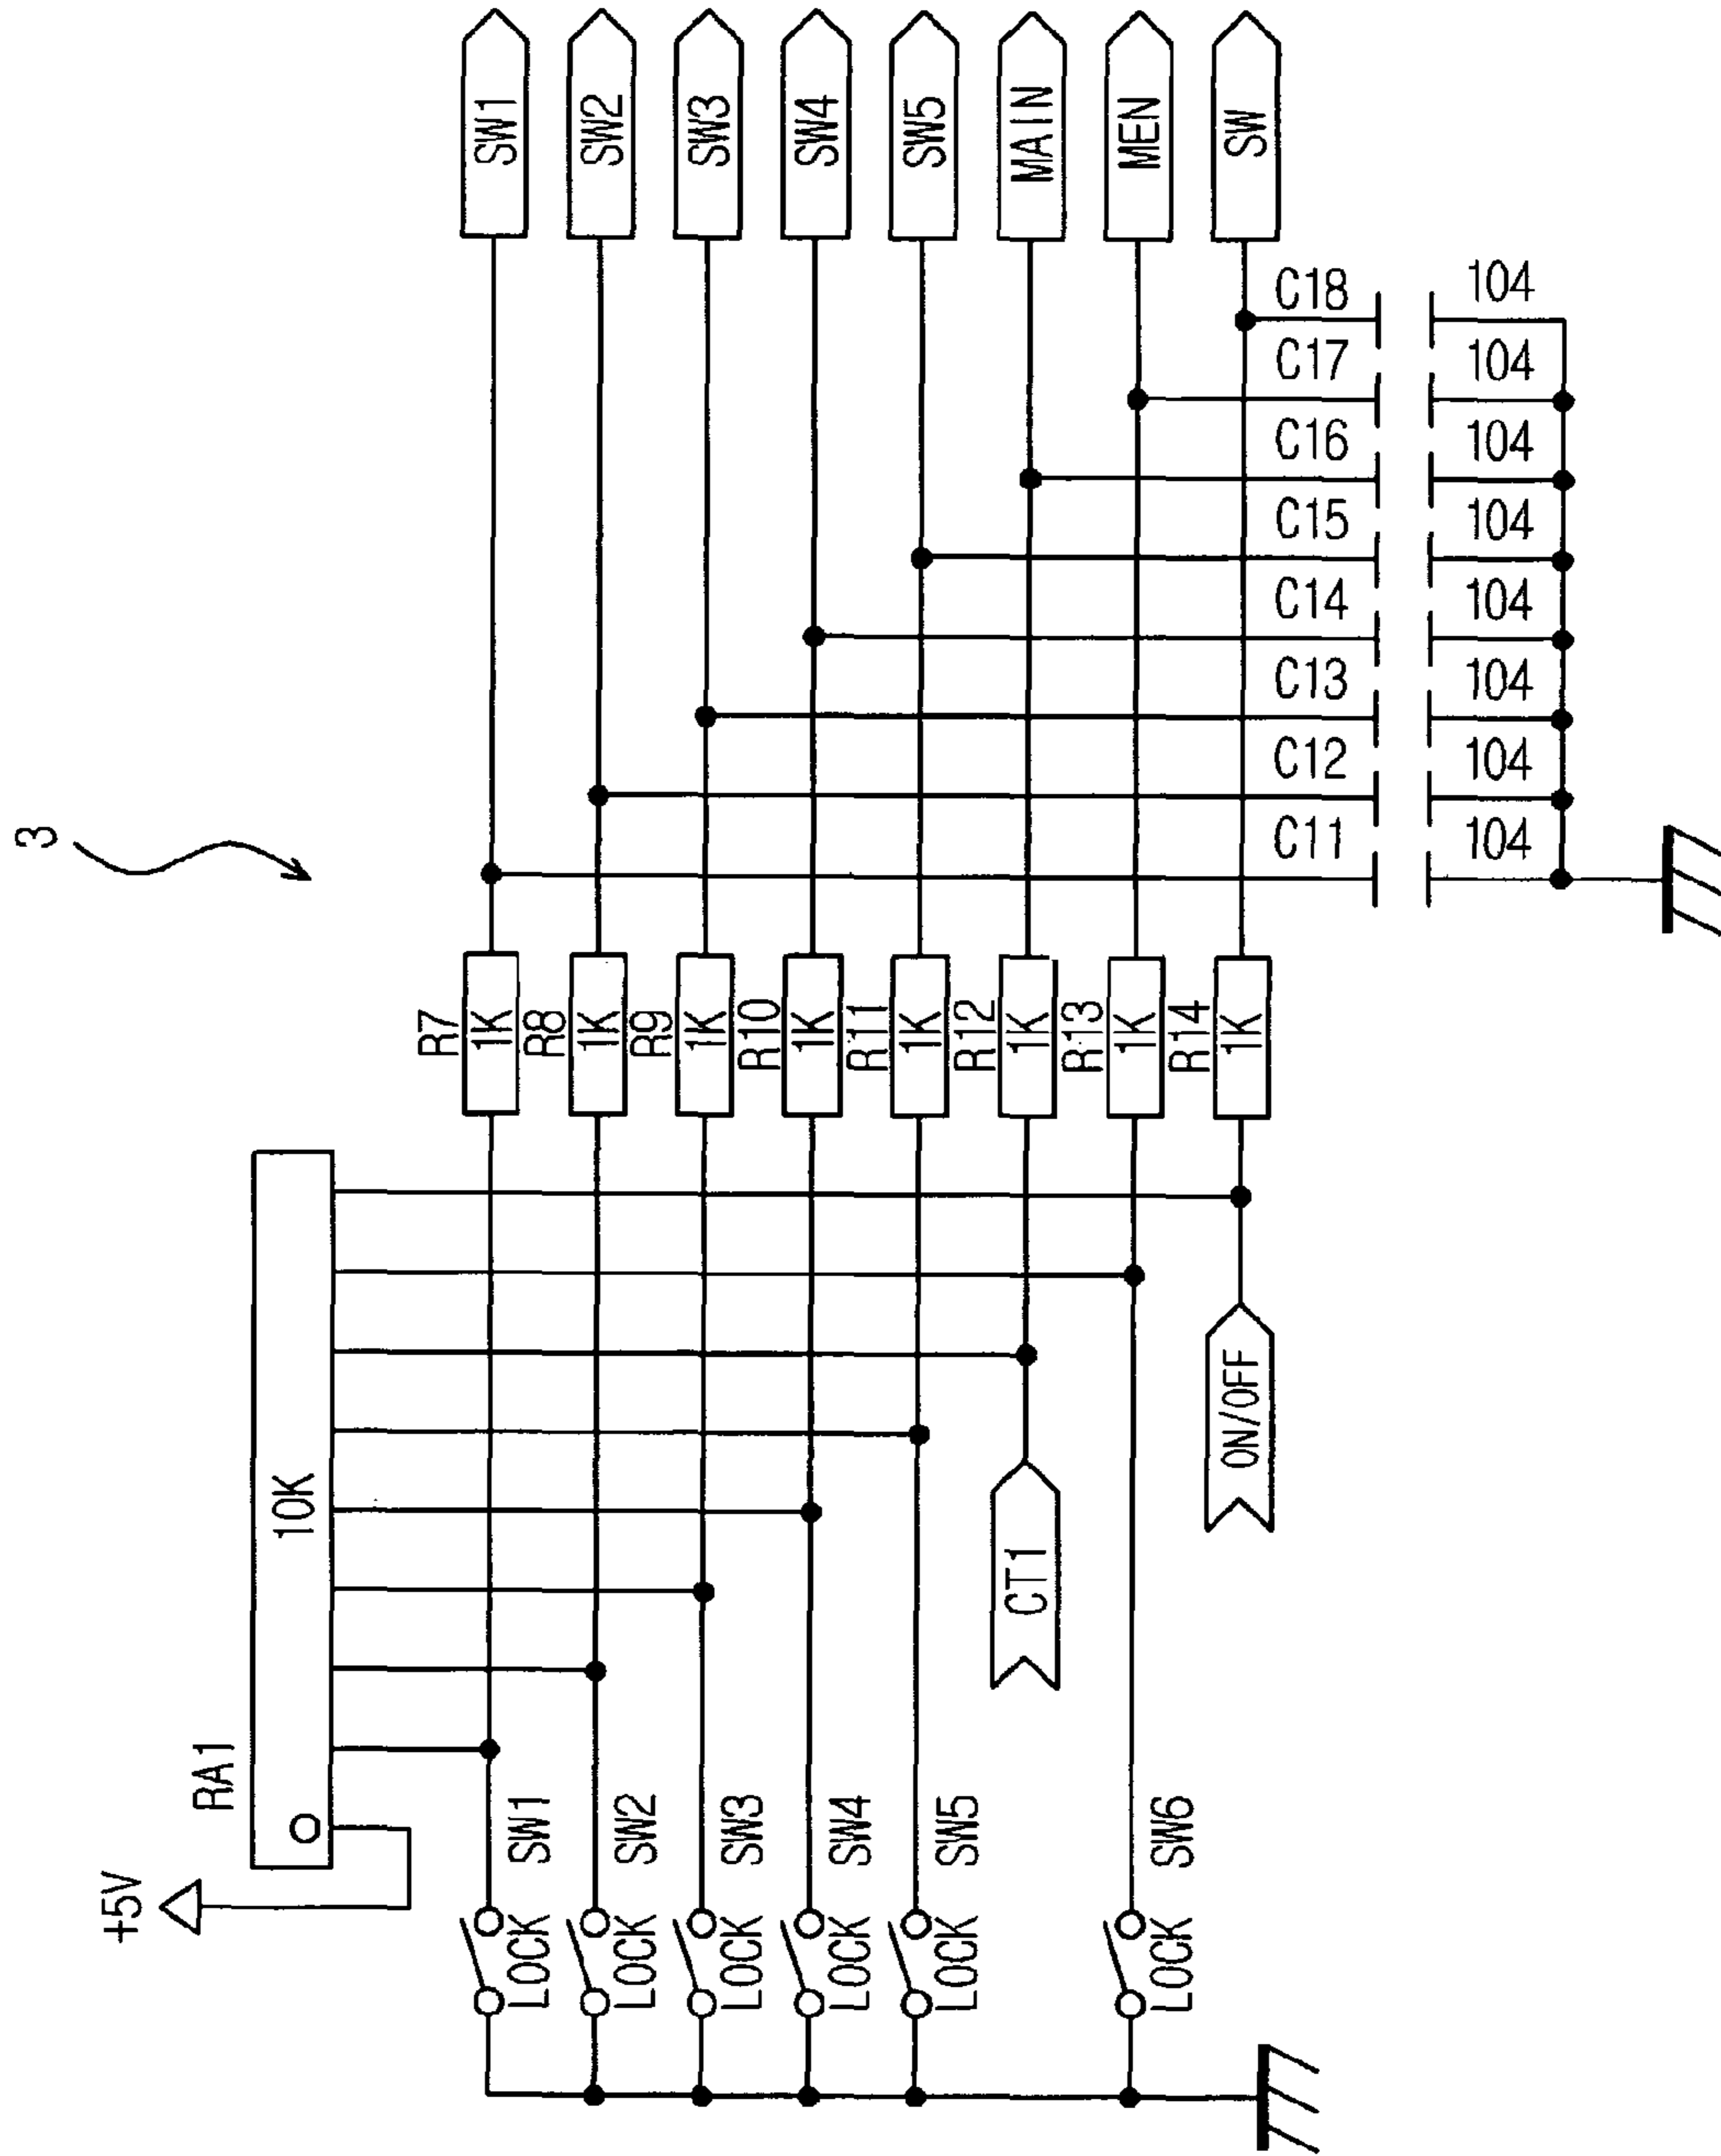 3
+5V
RA1
10K
SW1
LOCK
R7
1K
SW1
SW2
LOCK
R8
1K
SW2
SW3
LOCK
R9
1K
SW3
SW4
LOCK
R10
1K
SW4
SW5
LOCK
R11
1K
SW5
CT1
R12
1K
MAIN
SW6
LOCK
R13
1K
MEN
ON/OFF
R14
1K
SW
C11
C12
C13
C14
C15
C16
C17
C18
104
104
104
104
104
104
104
104